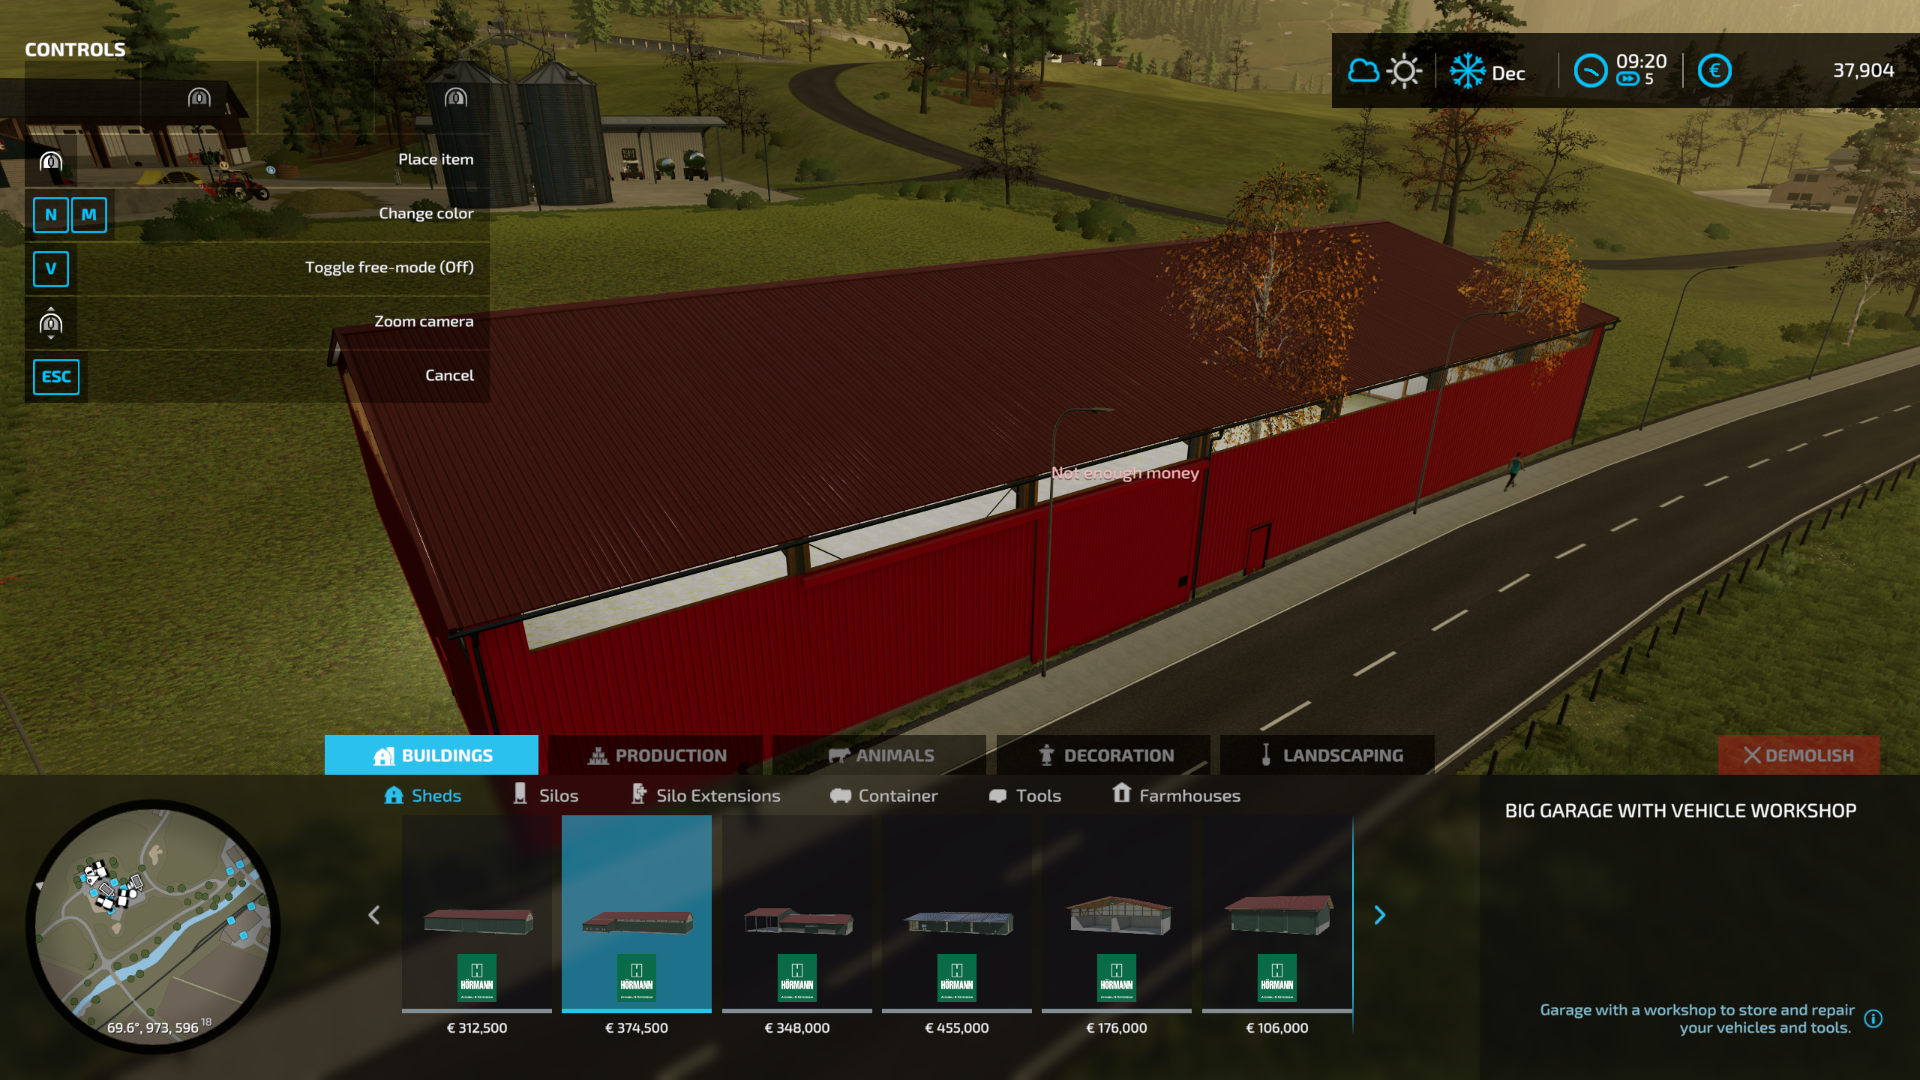 CONTROLS
Place item
N M Change color
V Toggle free-mode (Off)
Zoom camera
ESC Cancel
Dec
09:20
5
€
37,904
Not enough money
BUILDINGS
PRODUCTION
ANIMALS
DECORATION
LANDSCAPING
DEMOLISH
Sheds
Silos
Silo Extensions
Container
Tools
Farmhouses
HÖRMANN
HÖRMANN
HÖRMANN
HÖRMANN
HÖRMANN
HÖRMANN
€ 312,500
€ 374,500
€ 348,000
€ 455,000
€ 176,000
€ 106,000
69.6°, 973, 596 18
BIG GARAGE WITH VEHICLE WORKSHOP
Garage with a workshop to store and repair
your vehicles and tools.